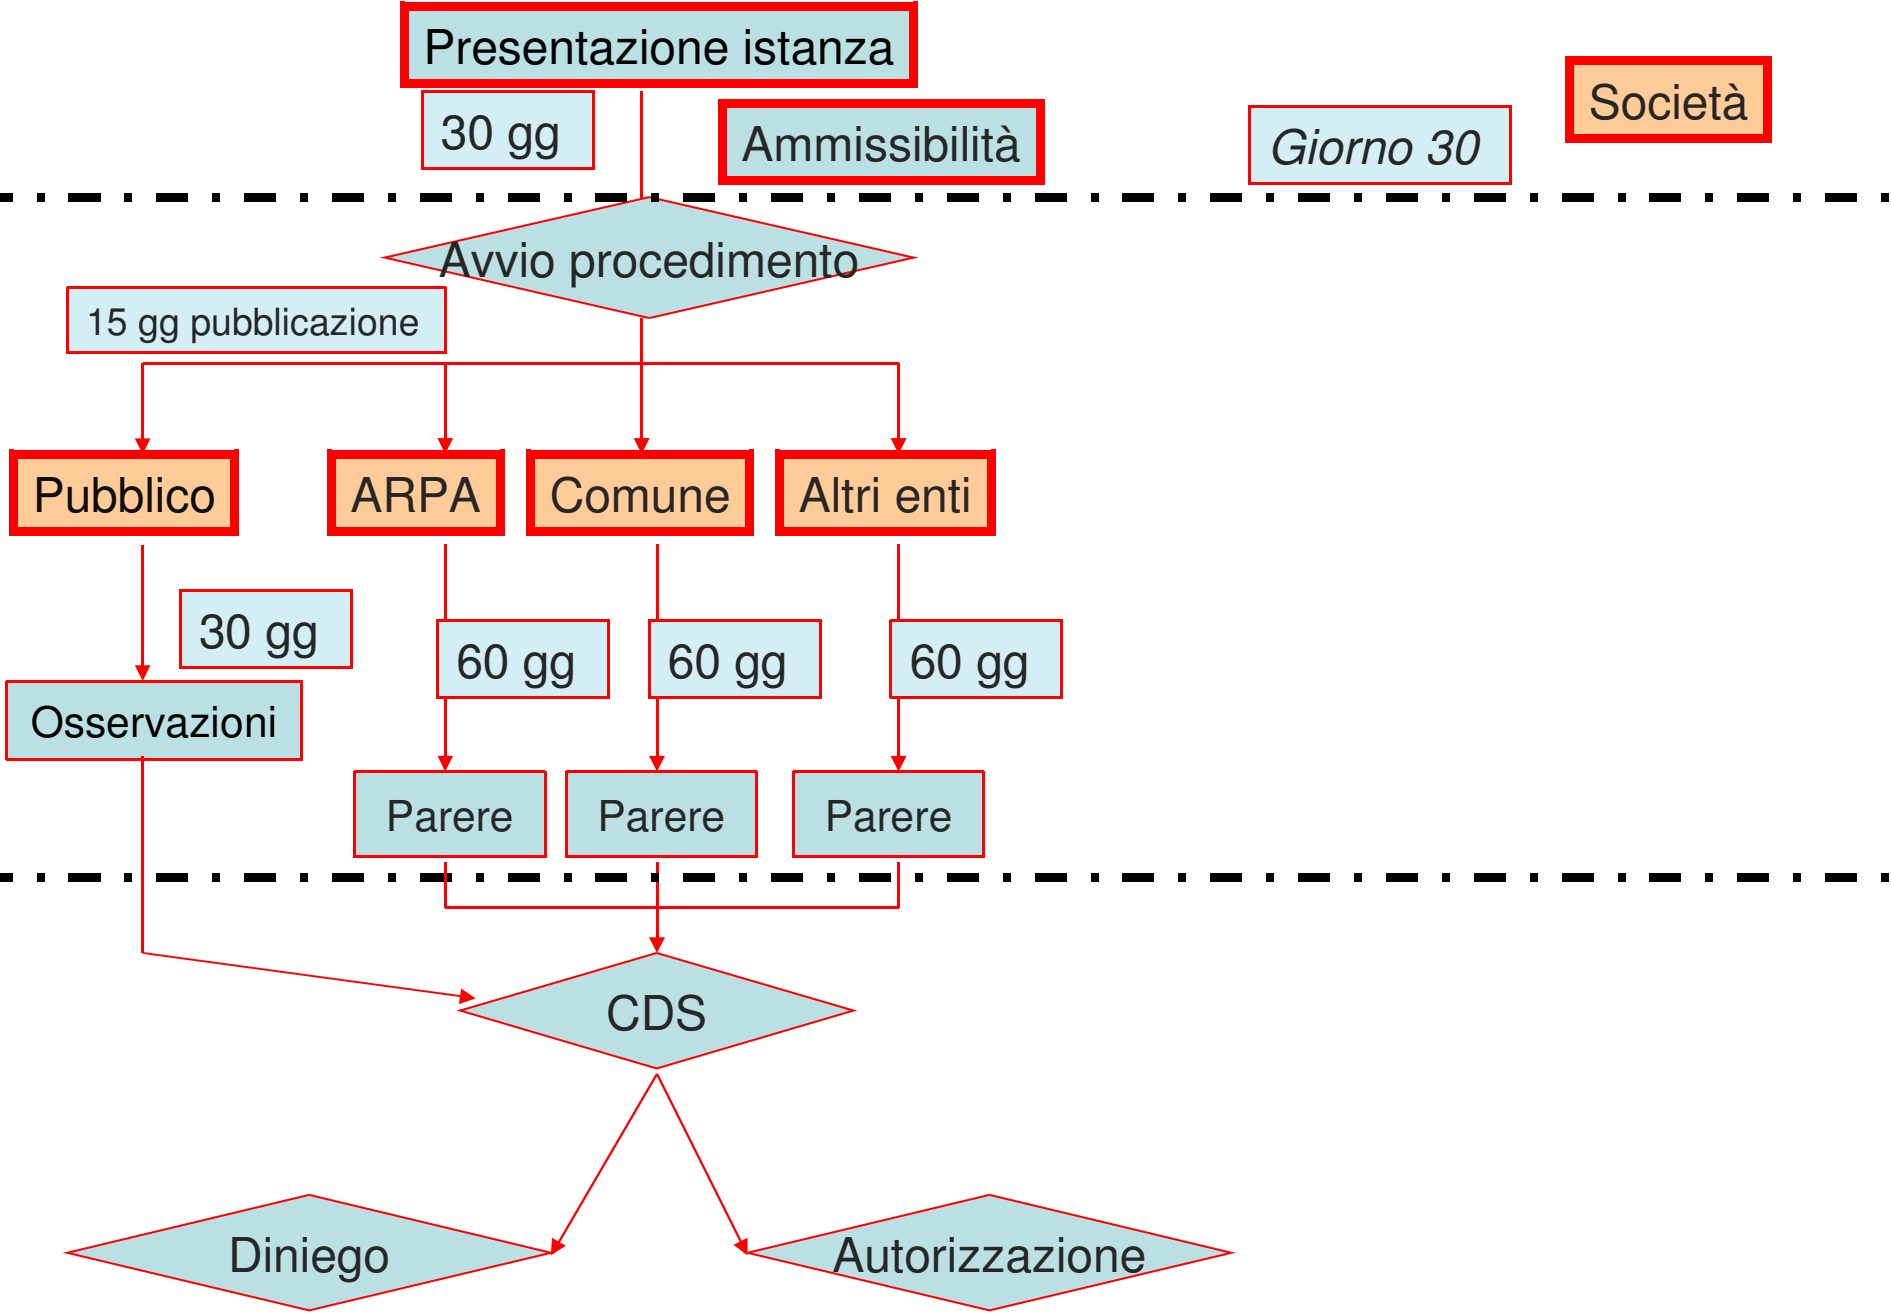 Presentazione istanza
Società
30 gg
Ammissibilità
Giorno 30
Avvio procedimento
15 gg pubblicazione
Pubblico
ARPA
Comune
Altri enti
30 gg
60 gg
60 gg
60 gg
Osservazioni
Parere
Parere
Parere
CDS
Diniego
Autorizzazione